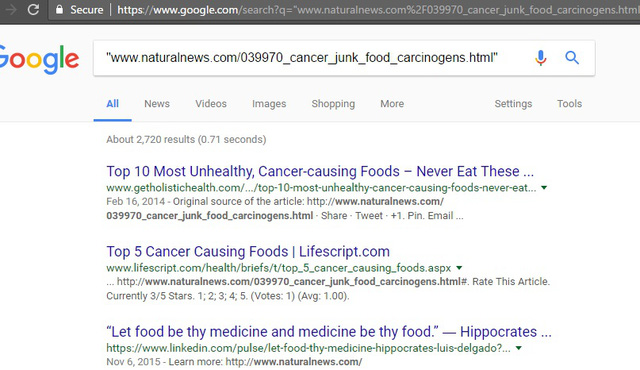 Secure | https://www.google.com/search?q="www.naturalnews.com%2F039970_cancer_junk_food_carcinogens.html
Google
"www.naturalnews.com/039970_cancer_junk_food_carcinogens.html"
All News Videos Images Shopping More Settings Tools
About 2,720 results (0.71 seconds)
Top 10 Most Unhealthy, Cancer-causing Foods – Never Eat These ...
www.getholistichealth.com/.../top-10-most-unhealthy-cancer-causing-foods-never-eat...
Feb 16, 2014 - Original source of the article: http://www.naturalnews.com/
039970_cancer_junk_food_carcinogens.html · Share · Tweet · +1. Pin. Email ...
Top 5 Cancer Causing Foods | Lifescript.com
www.lifescript.com/health/briefs/t/top_5_cancer_causing_foods.aspx
... http://www.naturalnews.com/039970_cancer_junk_food_carcinogens.html#. Rate This Article.
Currently 3/5 Stars. 1; 2; 3; 4; 5. (Votes: 1) (Avg: 1.00).
“Let food be thy medicine and medicine be thy food.” — Hippocrates ...
https://www.linkedin.com/pulse/let-food-thy-medicine-hippocrates-luis-delgado?...
Nov 6, 2015 - Learn more: http://www.naturalnews.com/